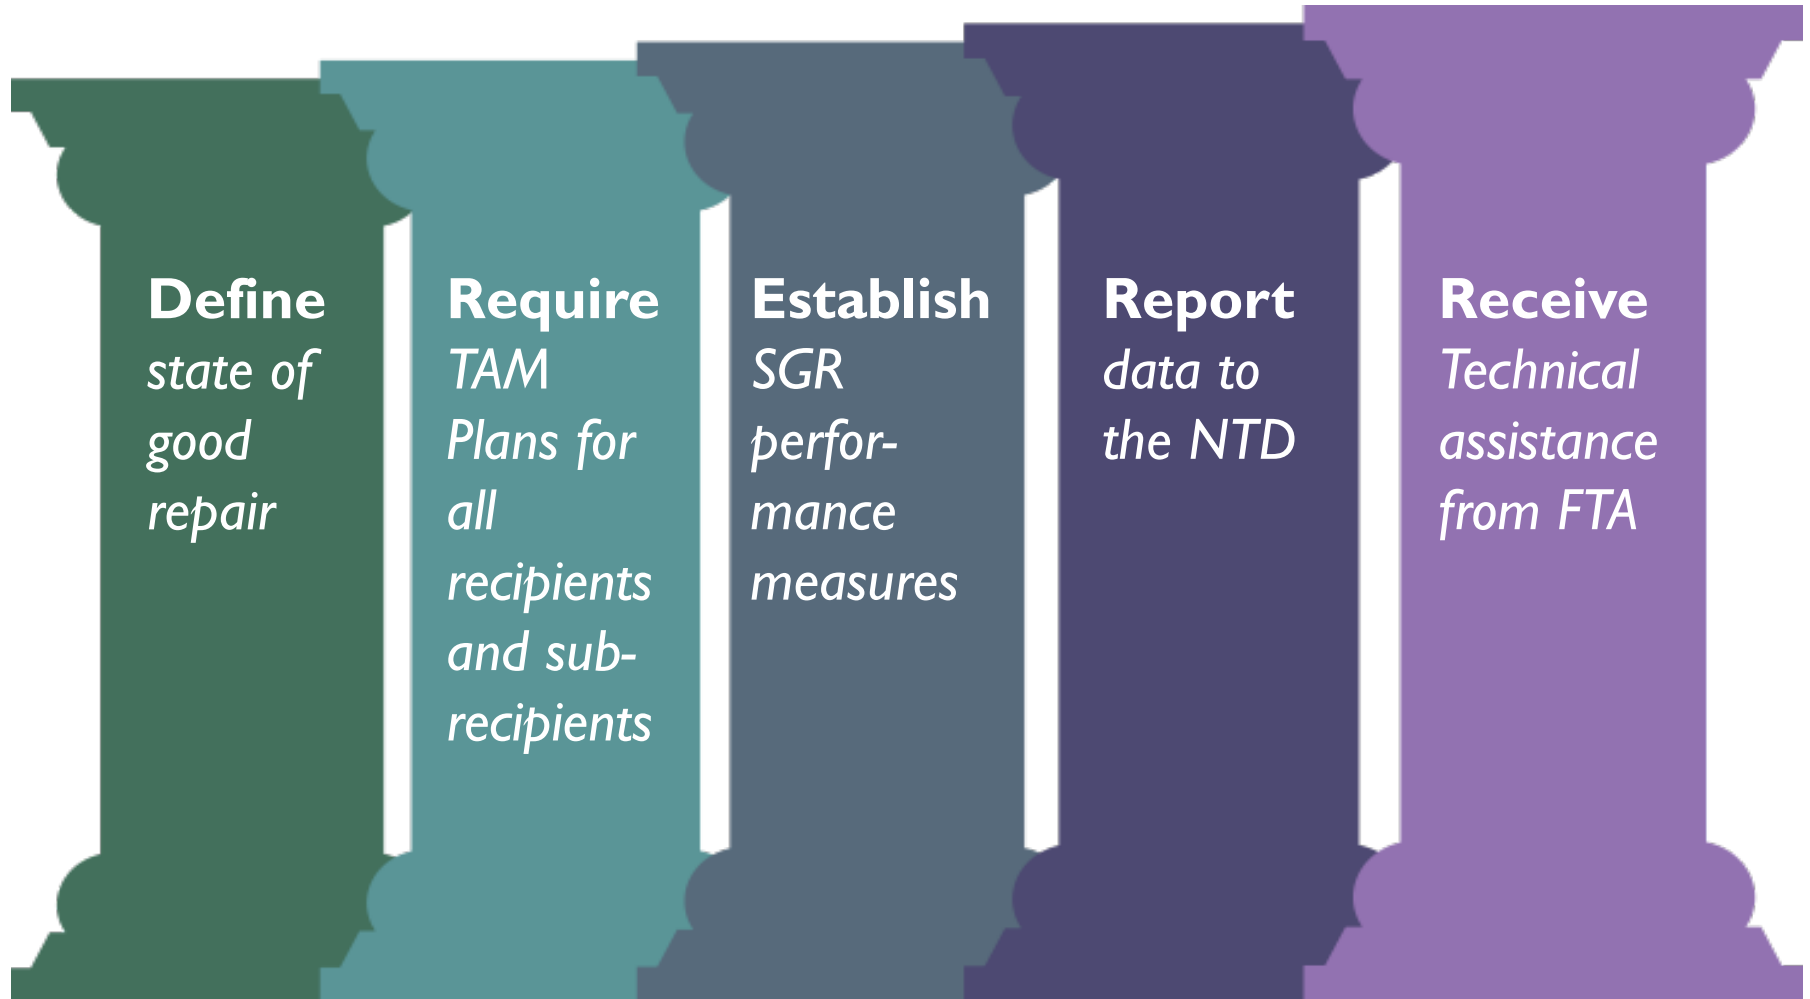 Define
state of
good
repair
Require
TAM
Plans for
all
recipients
and sub-
recipients
Establish
SGR
perfor-
mance
measures
Report
data to
the NTD
Receive
Technical
assistance
from FTA